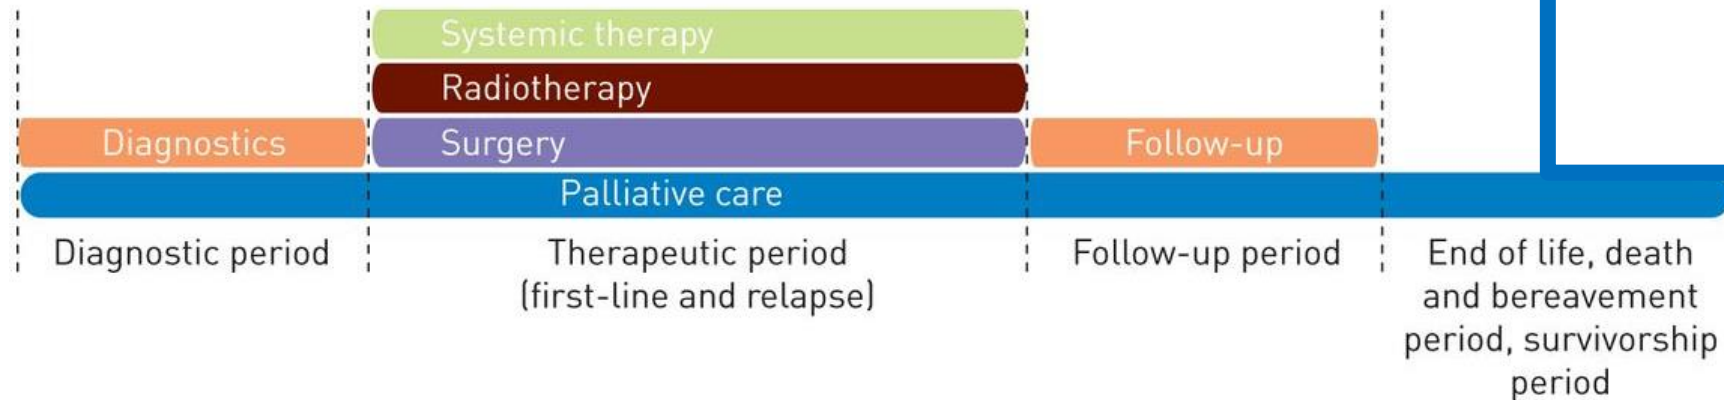 Systemic therapy
Radiotherapy
Diagnostics
Surgery
Follow-up
Palliative care
Diagnostic period
Therapeutic period
(first-line and relapse)
Follow-up period
End of life, death
and bereavement
period, survivorship
period